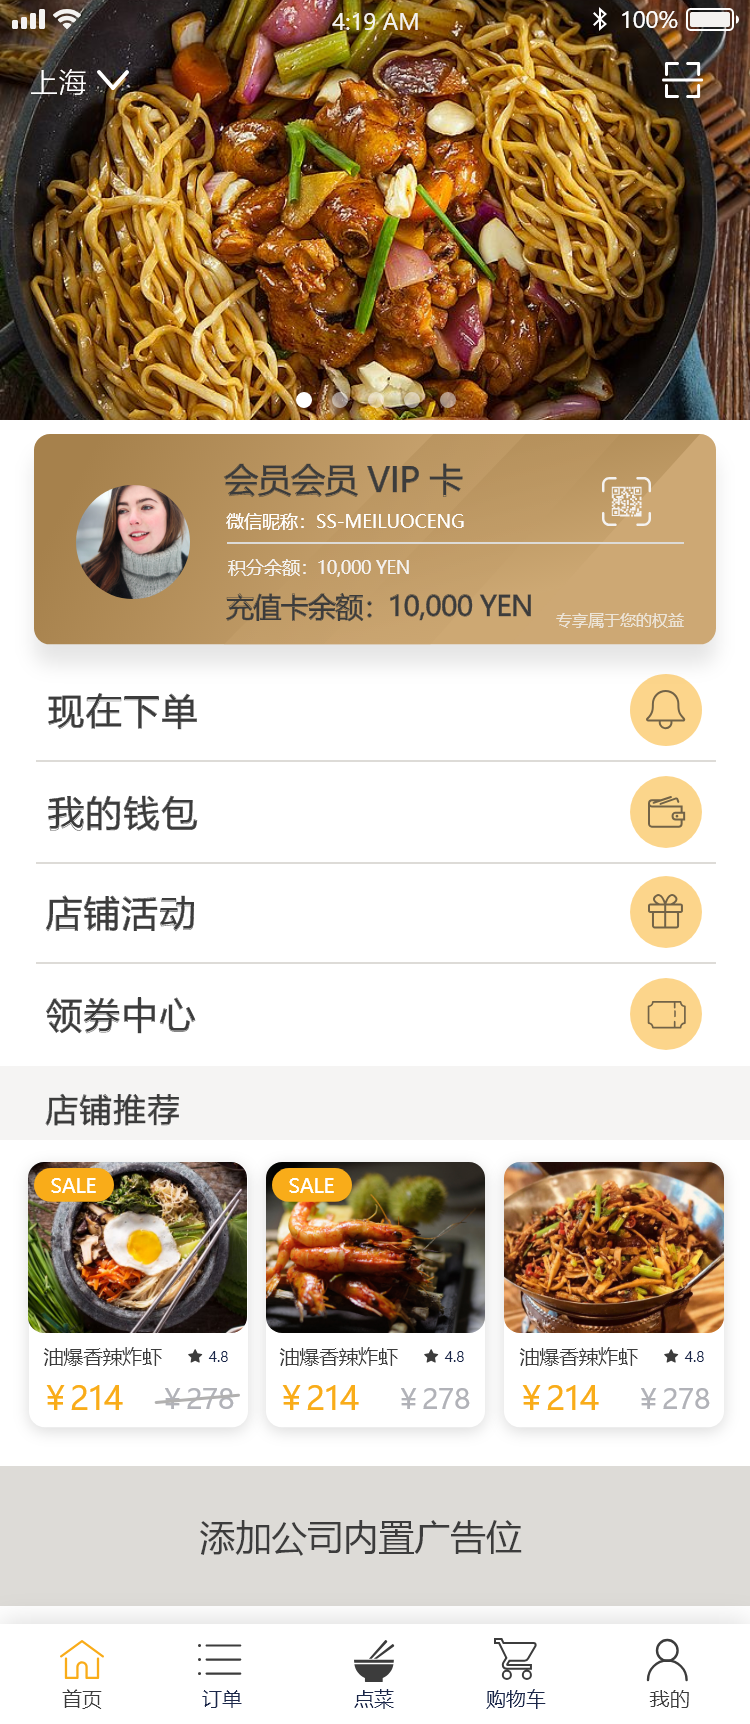 4:19 AM 100%
上海
会员会员 VIP 卡
微信昵称：SS-MEILUOCENG
积分余额：10,000 YEN
充值卡余额：10,000 YEN
专享属于您的权益
现在下单
我的钱包
店铺活动
领券中心
店铺推荐
SALE SALE
油爆香辣炸虾 4.8 油爆香辣炸虾 4.8 油爆香辣炸虾 4.8
¥214 ¥278 ¥214 ¥278 ¥214 ¥278
添加公司内置广告位
首页 订单 点菜 购物车 我的